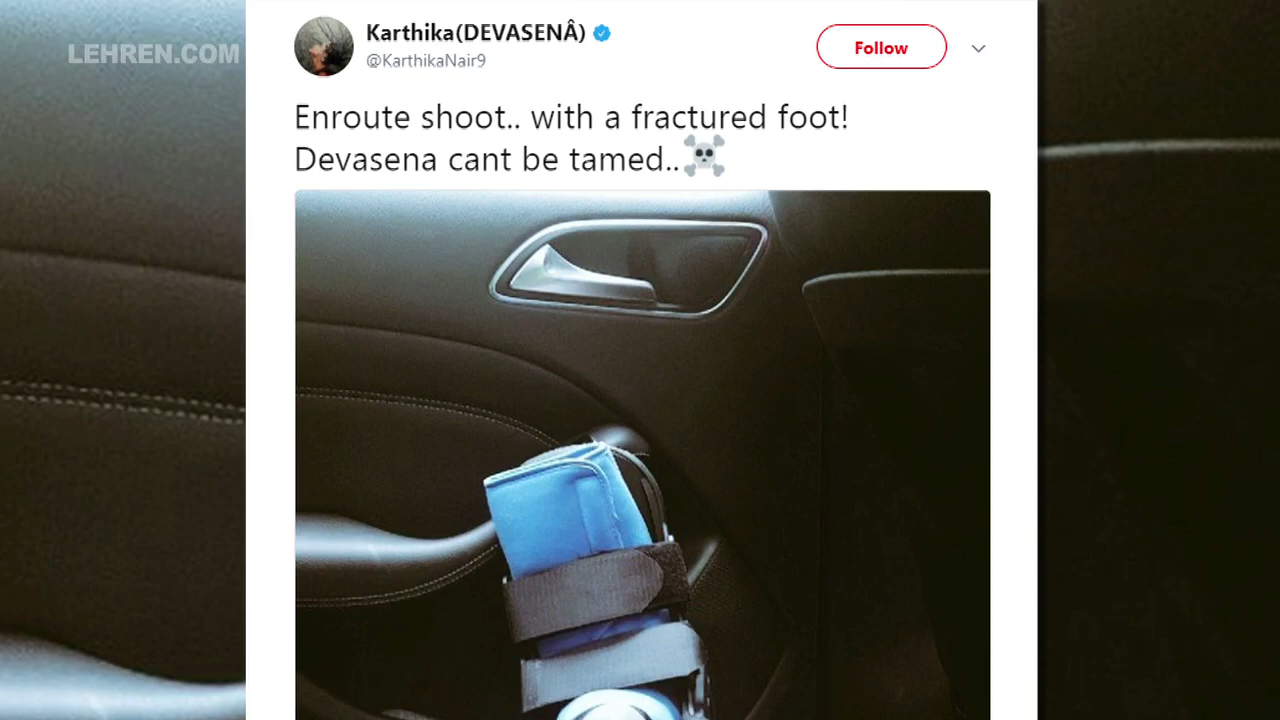 LEHREN.COM
Karthika(DEVASENÂ)
@KarthikaNair9
Follow
Enroute shoot.. with a fractured foot!
Devasena cant be tamed..☠